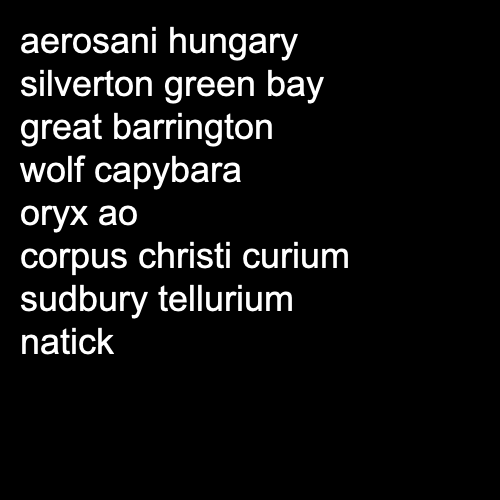 aerosani hungary
silverton green bay
great barrington
wolf capybara
oryx ao
corpus christi curium
sudbury tellurium
natick